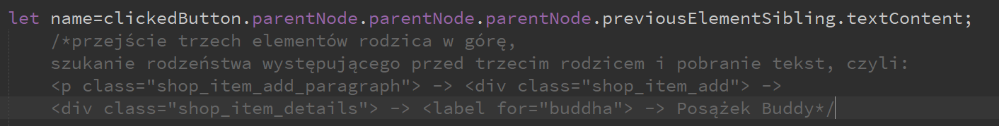 let name=clickedButton.parentNode.parentNode.parentNode.previousElementSibling.textContent;
/*przejście trzech elementów rodzica w górę,
szukanie rodzeństwa występującego przed trzecim rodzicem i pobranie tekst, czyli:
<p class="shop_item_add_paragraph"> -> <div class="shop_item_add"> ->
<div class="shop_item_details"> -> <label for="buddha"> -> Posążek Buddy*/